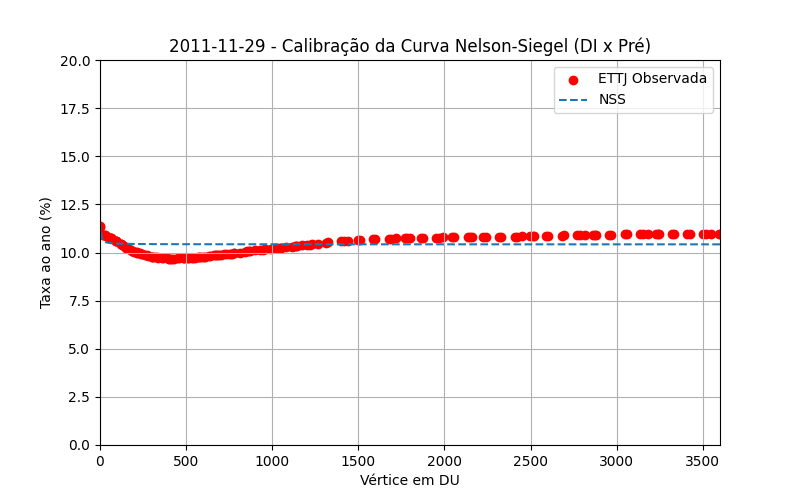 2011-11-29 - Calibração da Curva Nelson-Siegel (DI x Pré)
ETTJ Observada
NSS
Taxa ao ano (%)
20.0
17.5
15.0
12.5
10.0
7.5
5.0
2.5
0.0
0 500 1000 1500 2000 2500 3000 3500
Vértice em DU